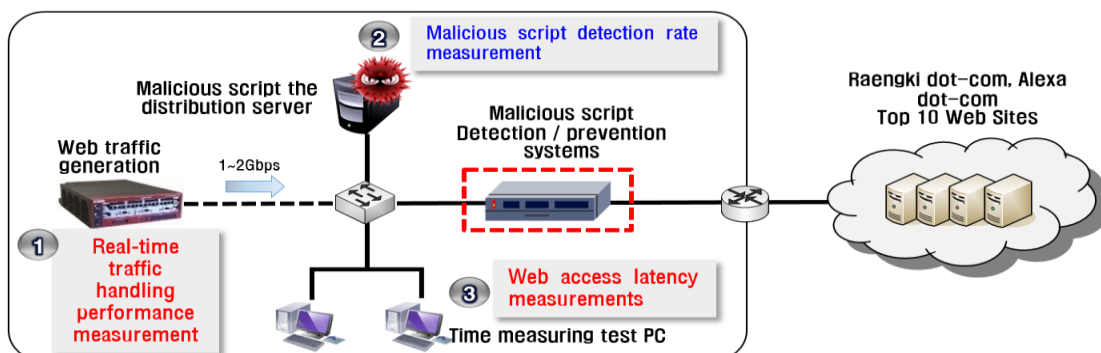 2
Malicious script detection rate
measurement
Malicious script the
distribution server
Raengki dot-com, Alexa
dot-com
Top 10 Web Sites
Malicious script
Detection / prevention
systems
Web traffic
generation
1~2Gbps
1
Real-time
traffic
handling
performance
measurement
3
Web access latency
measurements
Time measuring test PC